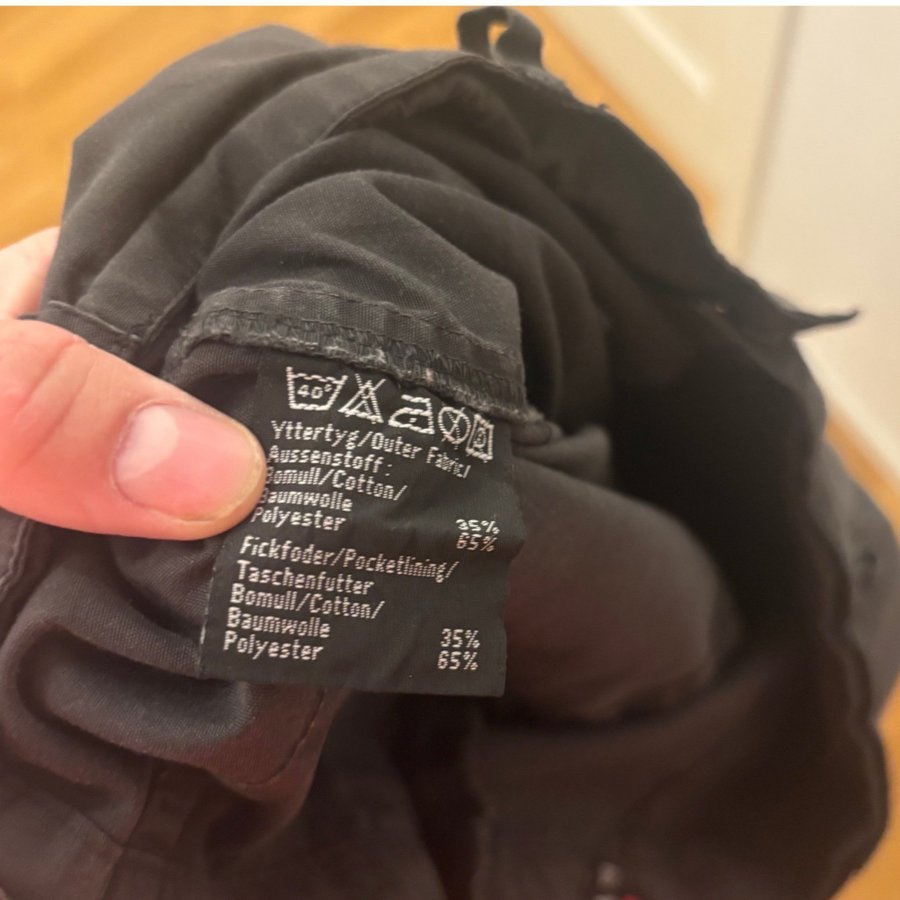 40°
Yttertyg/Outer Fabric/
Aussenstoff:
Bomull/Cotton/
Baumwolle 35%
Polyester 65%
Fickfoder/Pocketlining/
Taschenfutter
Bomull/Cotton/
Baumwolle 35%
Polyester 65%